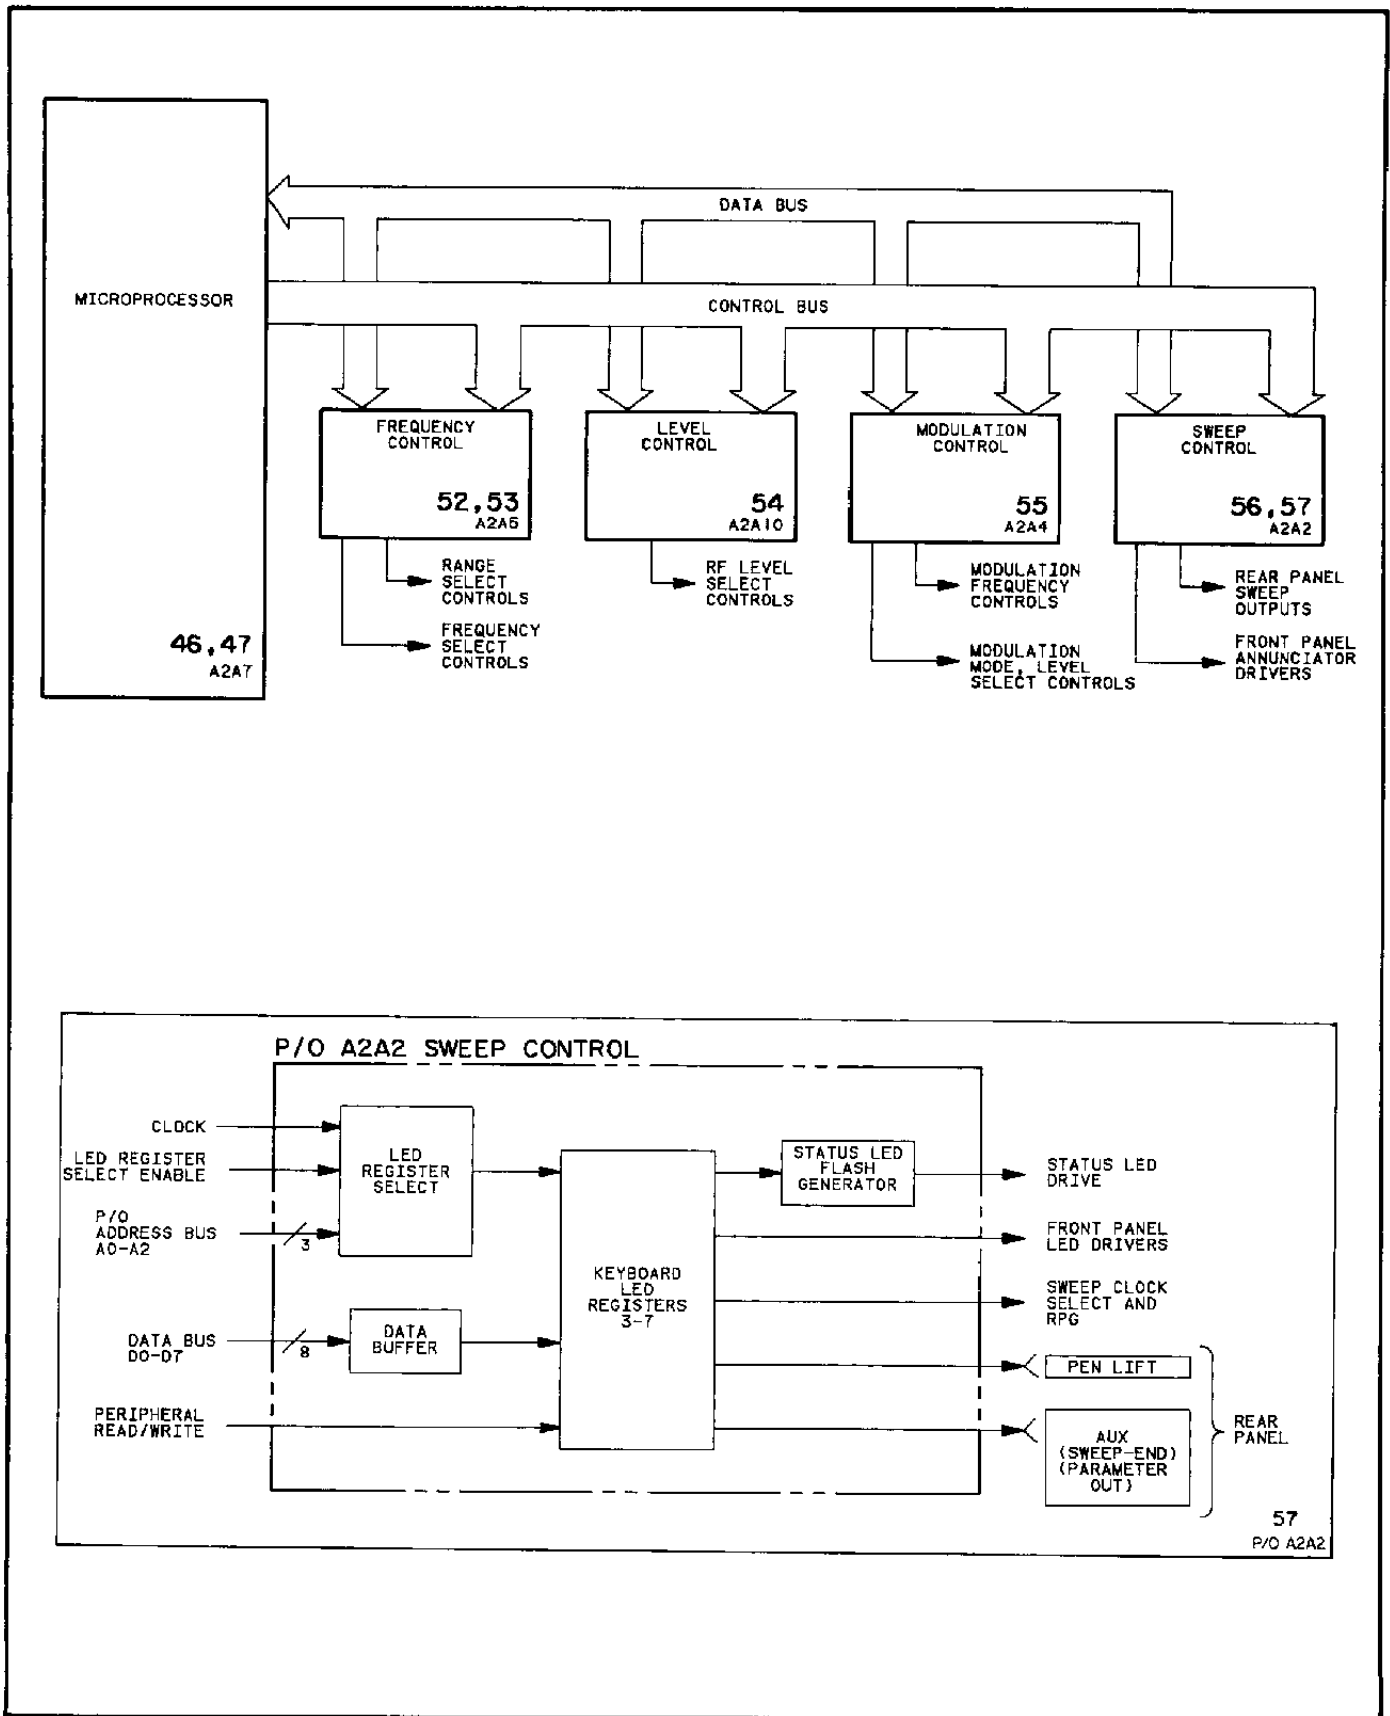 DATA BUS
MICROPROCESSOR
CONTROL BUS
FREQUENCY
CONTROL
52,53
A2A6
LEVEL
CONTROL
54
A2A10
MODULATION
CONTROL
55
A2A4
SWEEP
CONTROL
56,57
A2A2
RANGE
SELECT
CONTROLS
FREQUENCY
SELECT
CONTROLS
RF LEVEL
SELECT
CONTROLS
MODULATION
FREQUENCY
CONTROLS
MODULATION
MODE, LEVEL
SELECT CONTROLS
REAR PANEL
SWEEP
OUTPUTS
FRONT PANEL
ANNUNCIATOR
DRIVERS
46,47
A2A7
P/O A2A2 SWEEP CONTROL
CLOCK
LED REGISTER
SELECT ENABLE
P/O
ADDRESS BUS
A0-A2
3
LED
REGISTER
SELECT
DATA BUS
D0-D7
8
DATA
BUFFER
PERIPHERAL
READ/WRITE
KEYBOARD
LED
REGISTERS
3-7
STATUS LED
FLASH
GENERATOR
STATUS LED
DRIVE
FRONT PANEL
LED DRIVERS
SWEEP CLOCK
SELECT AND
RPG
PEN LIFT
AUX
(SWEEP-END)
(PARAMETER
OUT)
REAR
PANEL
57
P/O A2A2